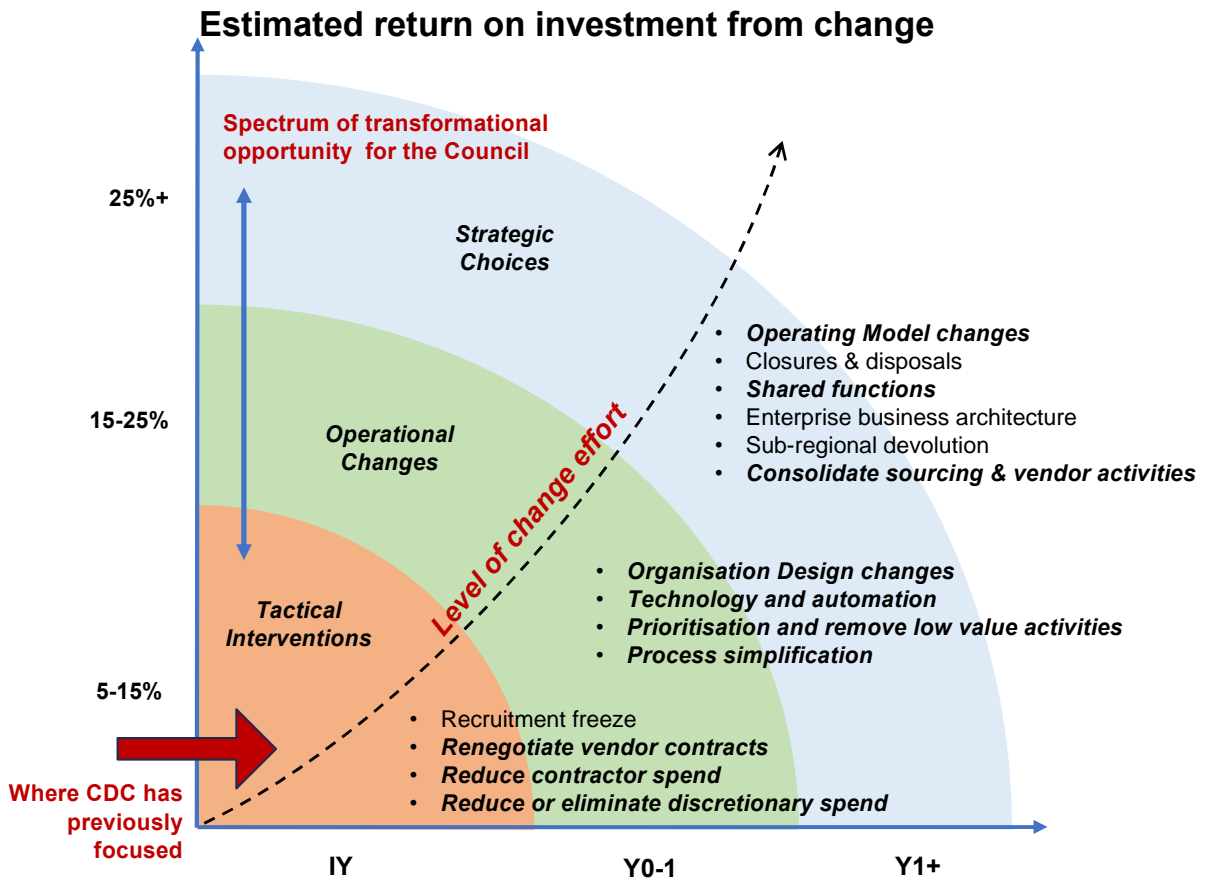 Estimated return on investment from change
Spectrum of transformational
opportunity for the Council
25%+
Strategic
Choices
• Operating Model changes
• Closures & disposals
• Shared functions
• Enterprise business architecture
• Sub-regional devolution
• Consolidate sourcing & vendor activities
15-25%
Operational
Changes
Level of change effort
• Organisation Design changes
• Technology and automation
• Prioritisation and remove low value activities
• Process simplification
Tactical
Interventions
5-15%
• Recruitment freeze
• Renegotiate vendor contracts
• Reduce contractor spend
• Reduce or eliminate discretionary spend
Where CDC has
previously
focused
IY
Y0-1
Y1+